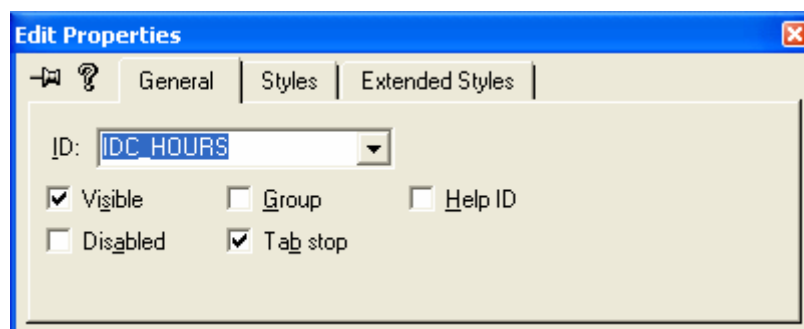 Edit Properties
General Styles Extended Styles
ID: IDC_HOURS
Visible Group Help ID
Disabled Tab stop